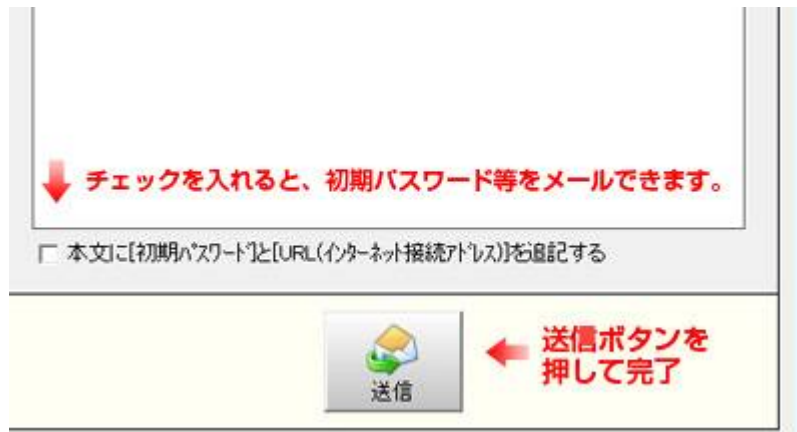 チェックを入れると、初期パスワード等をメールできます。
本文に[初期ﾊﾟｽﾜｰﾄﾞ]と[URL(ｲﾝﾀｰﾈｯﾄ接続ｱﾄﾞﾚｽ)]を追記する
送信ボタンを
押して完了
送信